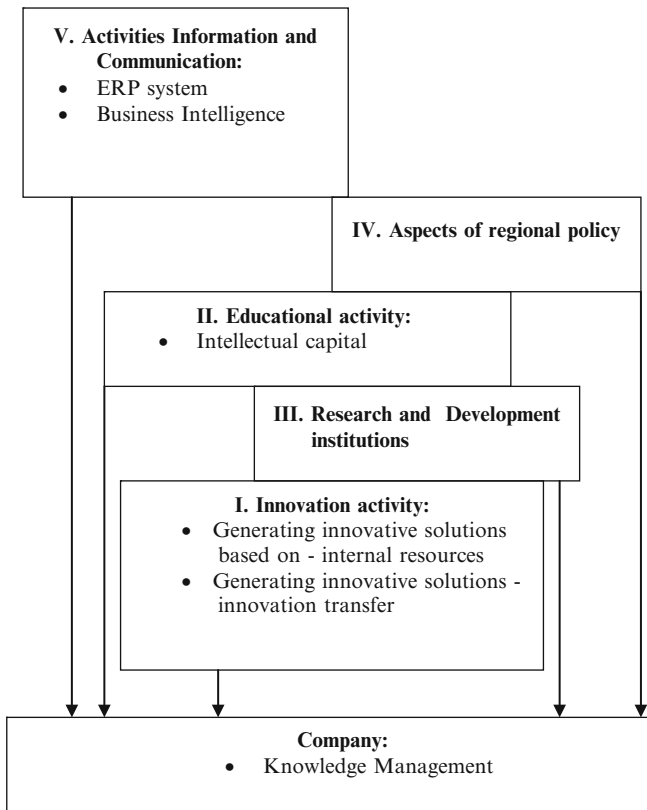 V. Activities Information and
Communication:
• ERP system
• Business Intelligence
IV. Aspects of regional policy
II. Educational activity:
• Intellectual capital
III. Research and Development
institutions
I. Innovation activity:
• Generating innovative solutions
based on - internal resources
• Generating innovative solutions -
innovation transfer
Company:
• Knowledge Management